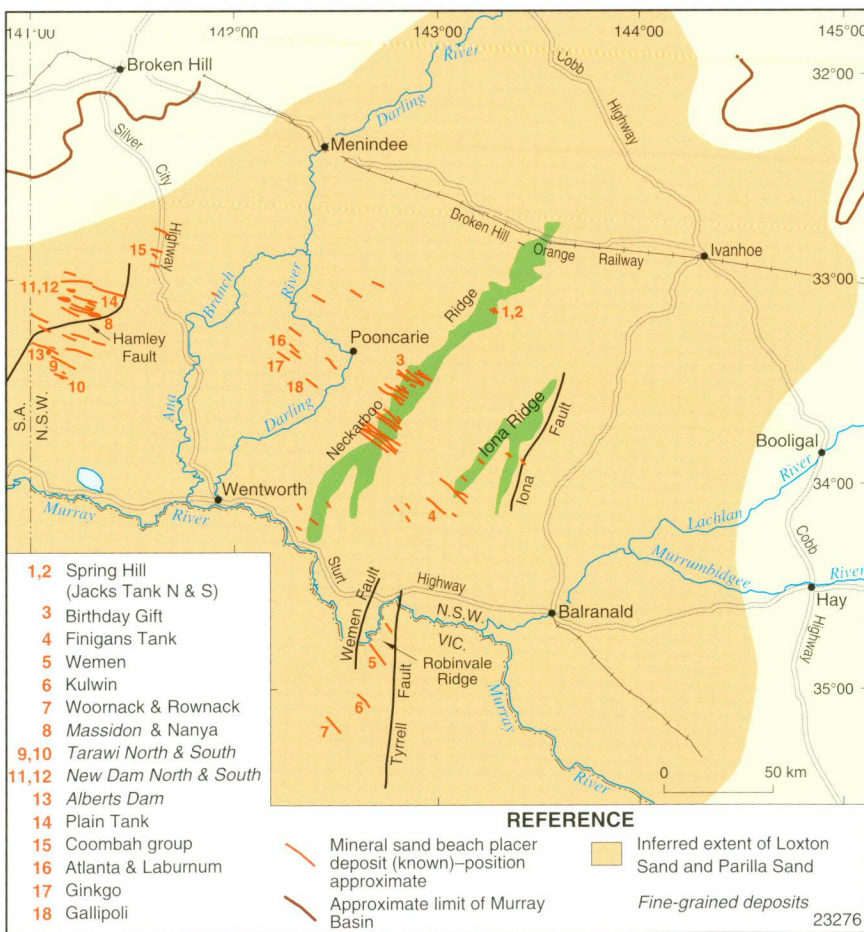 141°00'
142°00'
143°00'
144°00'
145°00'
32°00'
33°00'
34°00'
35°00'
Broken Hill
River
Darling
Cobb
Highway
Silver
City
Highway
Menindee
Broken Hill – Orange
Railway
Ivanhoe
15
11,12
14
8
Hamley
Fault
13
9
10
S.A.
N.S.W.
Branch
River
Ana
16
17
18
Pooncarie
Darling
Ridge
1,2
3
Neckarboo
Iona Ridge
Iona
Fault
4
Booligal
River
Lachlan
Murrumbidgee
River
Cobb
Highway
Hay
Wentworth
Murray
River
Sturt
Highway
N.S.W.
VIC.
Balranald
Wemen
Fault
Robinvale
Ridge
5
6
7
Tyrrell
Fault
Murray
River
0 50 km
1,2 Spring Hill
(Jacks Tank N & S)
3 Birthday Gift
4 Finigans Tank
5 Wemen
6 Kulwin
7 Woornack & Rownack
8 Massidon & Nanya
9,10 Tarawi North & South
11,12 New Dam North & South
13 Alberts Dam
14 Plain Tank
15 Coombah group
16 Atlanta & Laburnum
17 Ginkgo
18 Gallipoli
REFERENCE
Mineral sand beach placer
deposit (known)–position
approximate
Approximate limit of Murray
Basin
Inferred extent of Loxton
Sand and Parilla Sand
Fine-grained deposits
23276